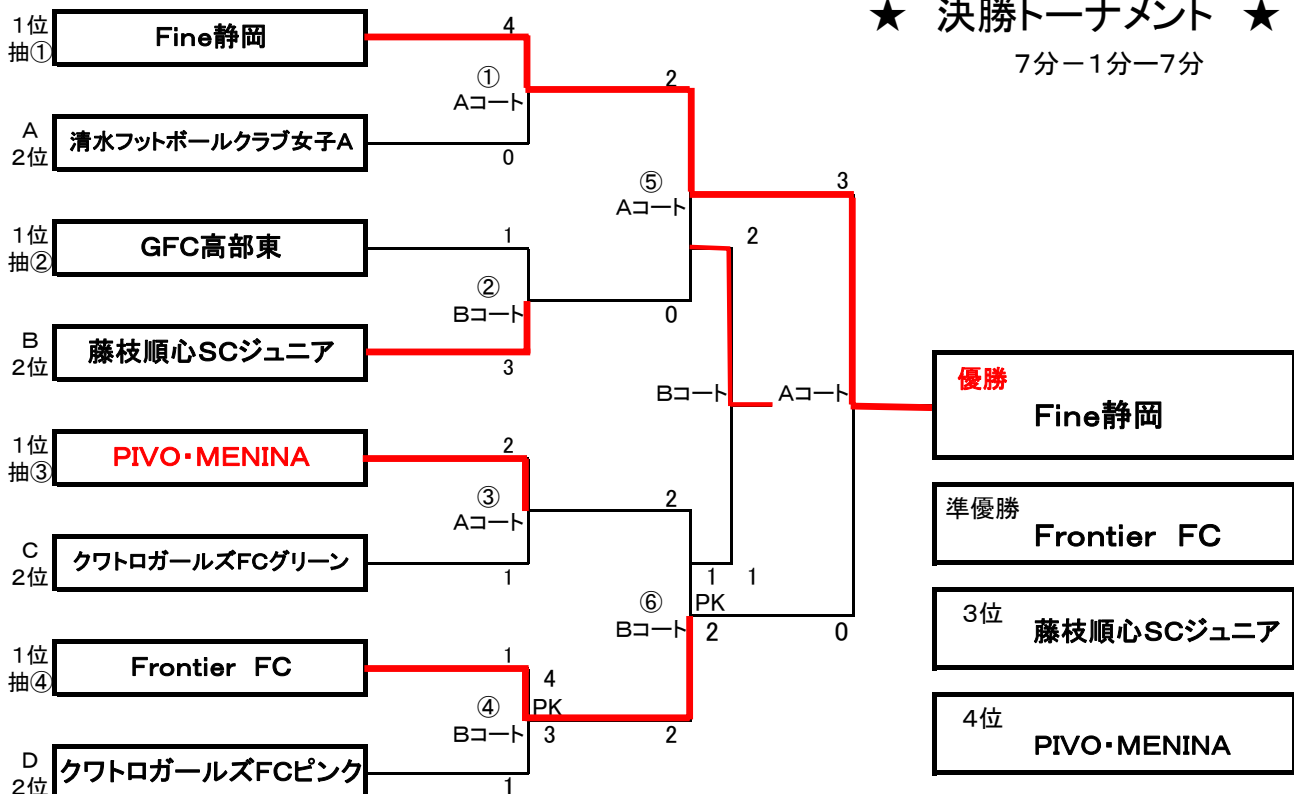 ★ 決勝トーナメント ★
7分－1分ー7分
1位
抽①
Fine静岡
4
①
Aコート
2
A
2位
清水フットボールクラブ女子A
0
⑤
Aコート
3
1位
抽②
GFC高部東
1
2
②
Bコート
0
B
2位
藤枝順心SCジュニア
3
Bコート
Aコート
優勝
Fine静岡
1位
抽③
PIVO・MENINA
2
③
Aコート
2
準優勝
Frontier FC
C
2位
クワトロガールズFCグリーン
1
1
1
⑥
PK
Bコート
2
0
3位
藤枝順心SCジュニア
1位
抽④
Frontier FC
1
4
④
PK
Bコート
3
2
4位
PIVO・MENINA
D
2位
クワトロガールズFCピンク
1